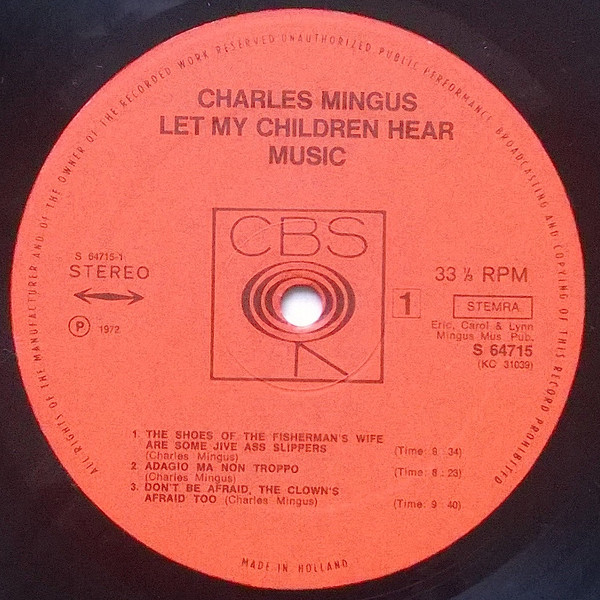 ALL RIGHTS OF THE MANUFACTURER AND OF THE OWNER OF THE RECORDED WORK RESERVED UNAUTHORIZED PUBLIC PERFORMANCE BROADCASTING AND COPYING OF THIS RECORD PROHIBITED
CHARLES MINGUS
LET MY CHILDREN HEAR
MUSIC
CBS
S 64715-1
STEREO
℗ 1972
33 ⅓ RPM
1
STEMRA
Eric, Carol & Lynn
Mingus Mus Pub.
S 64715
(KC 31039)
1. THE SHOES OF THE FISHERMAN'S WIFE
ARE SOME JIVE ASS SLIPPERS
(Charles Mingus) (Time: 9 : 34)
2. ADAGIO MA NON TROPPO
(Charles Mingus) (Time: 8 : 23)
3. DON'T BE AFRAID, THE CLOWN'S
AFRAID TOO (Charles Mingus) (Time: 9 : 40)
MADE IN HOLLAND